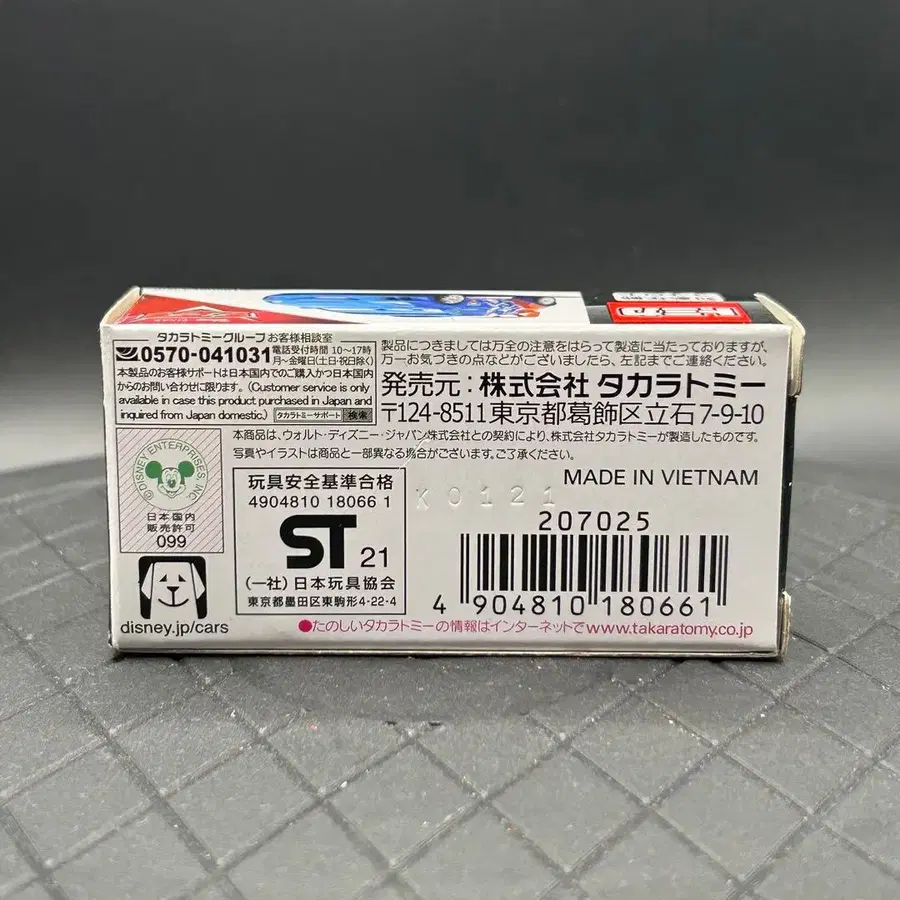 タカラトミーグループお客様相談室
0570-041031 電話受付時間 10〜17時
月〜金曜日(土日・祝日除く)
本製品のお客様サポートは日本国内でのご購入かつ日本国内
からのお問い合わせに限ります。(Customer service is only
available in case this product purchased in Japan and
inquired from Japan domestic.) タカラトミーサポート 検索
製品につきましては万全の注意をはらって製造に当たっておりますが、
万一お気づきの点などがございましたら、左記までご連絡ください。
発売元:株式会社 タカラトミー
〒124-8511東京都葛飾区立石7-9-10
本商品は、ウォルト・ディズニー・ジャパン株式会社との契約により、株式会社タカラトミーが製造したものです。
写真やイラストは商品と一部異なる場合がございます。ご了承ください。
© DISNEY ENTERPRISES, INC.
日本国内
販売許可
099
disney.jp/cars
玩具安全基準合格
4904810 18066 1
ST 21
(一社)日本玩具協会
東京都墨田区東駒形4-22-4
K0121
MADE IN VIETNAM
207025
4 904810 180661
●たのしいタカラトミーの情報はインターネットでwww.takaratomy.co.jp